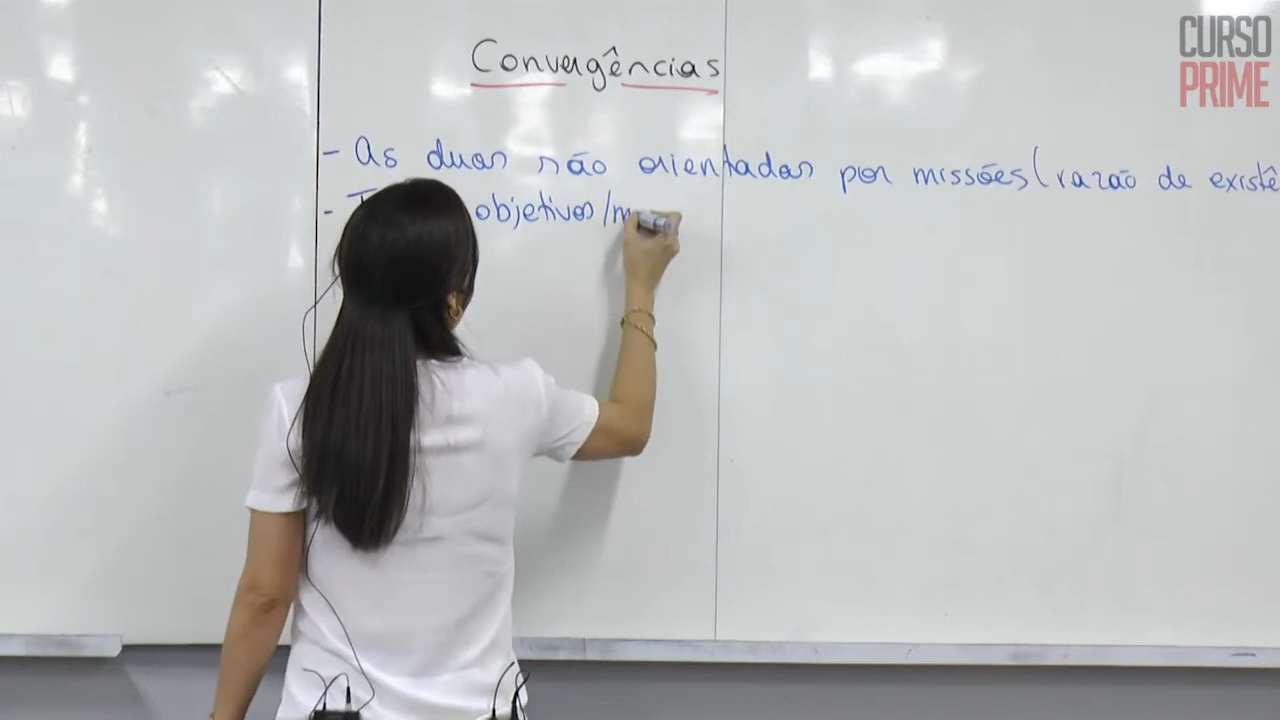 CURSO
PRIME
Convergências
- As duas são orientadas por missões (razão de existê
- objetivos/m